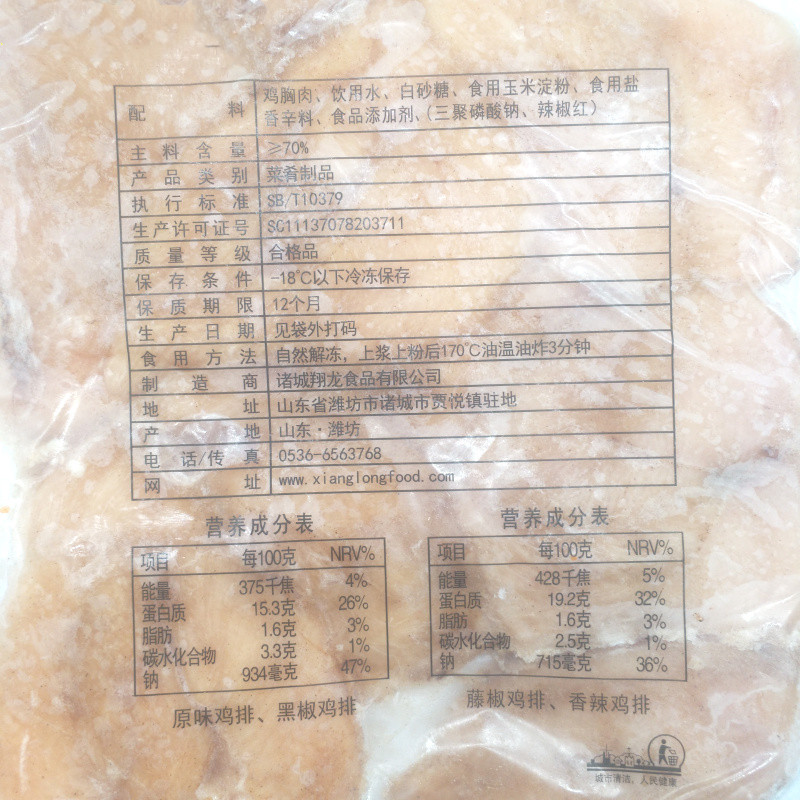 配料 鸡胸肉、饮用水、白砂糖、食用玉米淀粉、食用盐
香辛料、食品添加剂、(三聚磷酸钠、辣椒红)
主料含量 ≥70%
产品类别 菜肴制品
执行标准 SB/T10379
生产许可证号 SC11137078203711
质量等级 合格品
保存条件 -18℃以下冷冻保存
保质期限 12个月
生产日期 见袋外打码
食用方法 自然解冻，上浆上粉后170℃油温油炸3分钟
制造商 诸城翔龙食品有限公司
地址 山东省潍坊市诸城市贾悦镇驻地
产地 山东·潍坊
电话/传真 0536-6563768
网址 www.xianglongfood.com
营养成分表
项目 每100克 NRV%
能量 375千焦 4%
蛋白质 15.3克 26%
脂肪 1.6克 3%
碳水化合物 3.3克 1%
钠 934毫克 47%
原味鸡排、黑椒鸡排
营养成分表
项目 每100克 NRV%
能量 428千焦 5%
蛋白质 19.2克 32%
脂肪 1.6克 3%
碳水化合物 2.5克 1%
钠 715毫克 36%
藤椒鸡排、香辣鸡排
城市清洁，人民健康